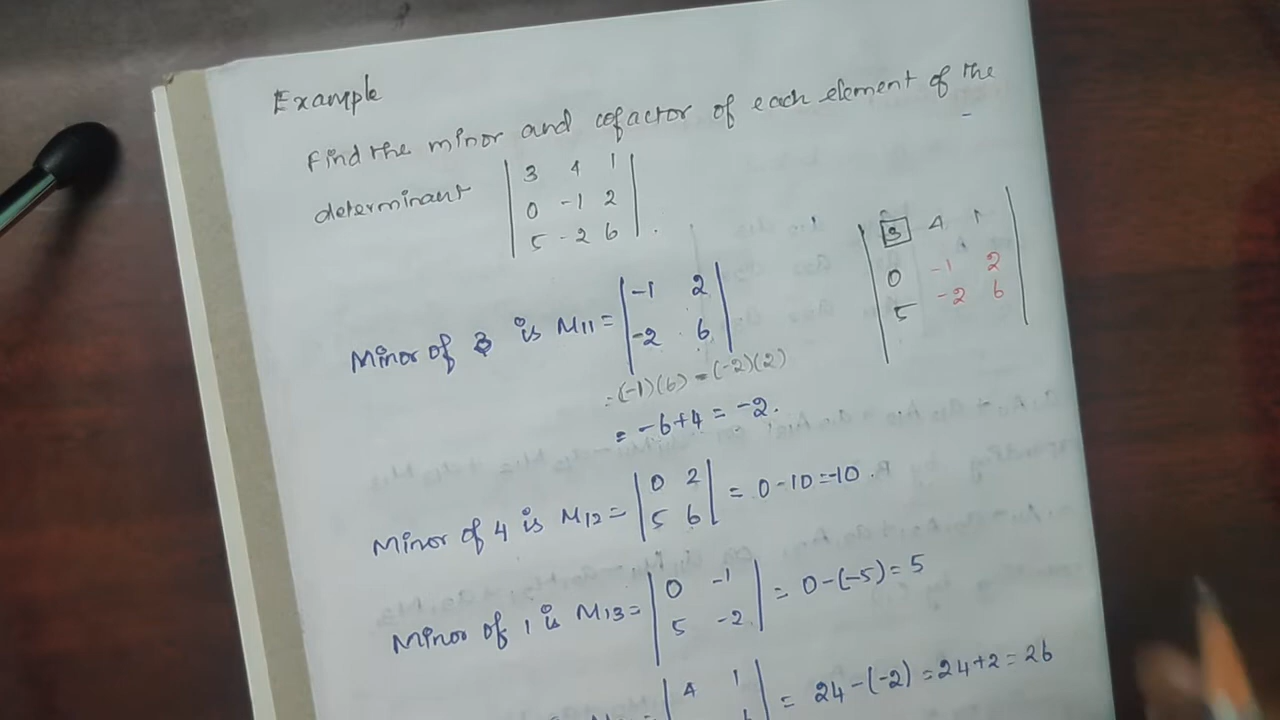 Example
Find the minor and cofactor of each element of the
determinant | 3 4 1 |
| 0 -1 2 |
| 5 -2 6 | .
| 3 4 1 |
| 0 -1 2 |
| 5 -2 6 |
Minor of 3 is M11 = | -1 2 |
| -2 6 |
= (-1)(6) - (-2)(2)
= -6+4 = -2.
Minor of 4 is M12 = | 0 2 | = 0-10 = -10.
| 5 6 |
Minor of 1 is M13 = | 0 -1 | = 0-(-5) = 5
| 5 -2 |
| 4 1 | = 24-(-2) = 24+2 = 26